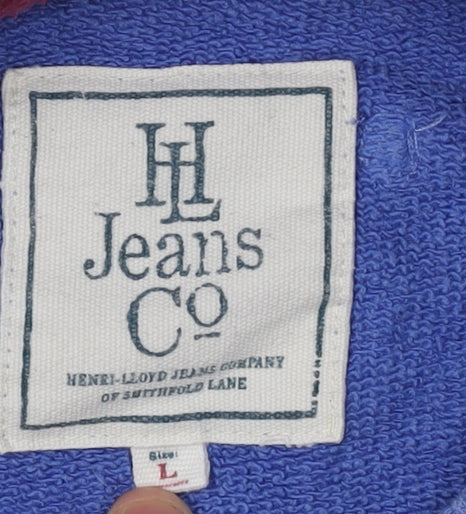 HL
Jeans
Co
HENRI-LLOYD JEANS COMPANY
OF SMITHFOLD LANE
Size:
L